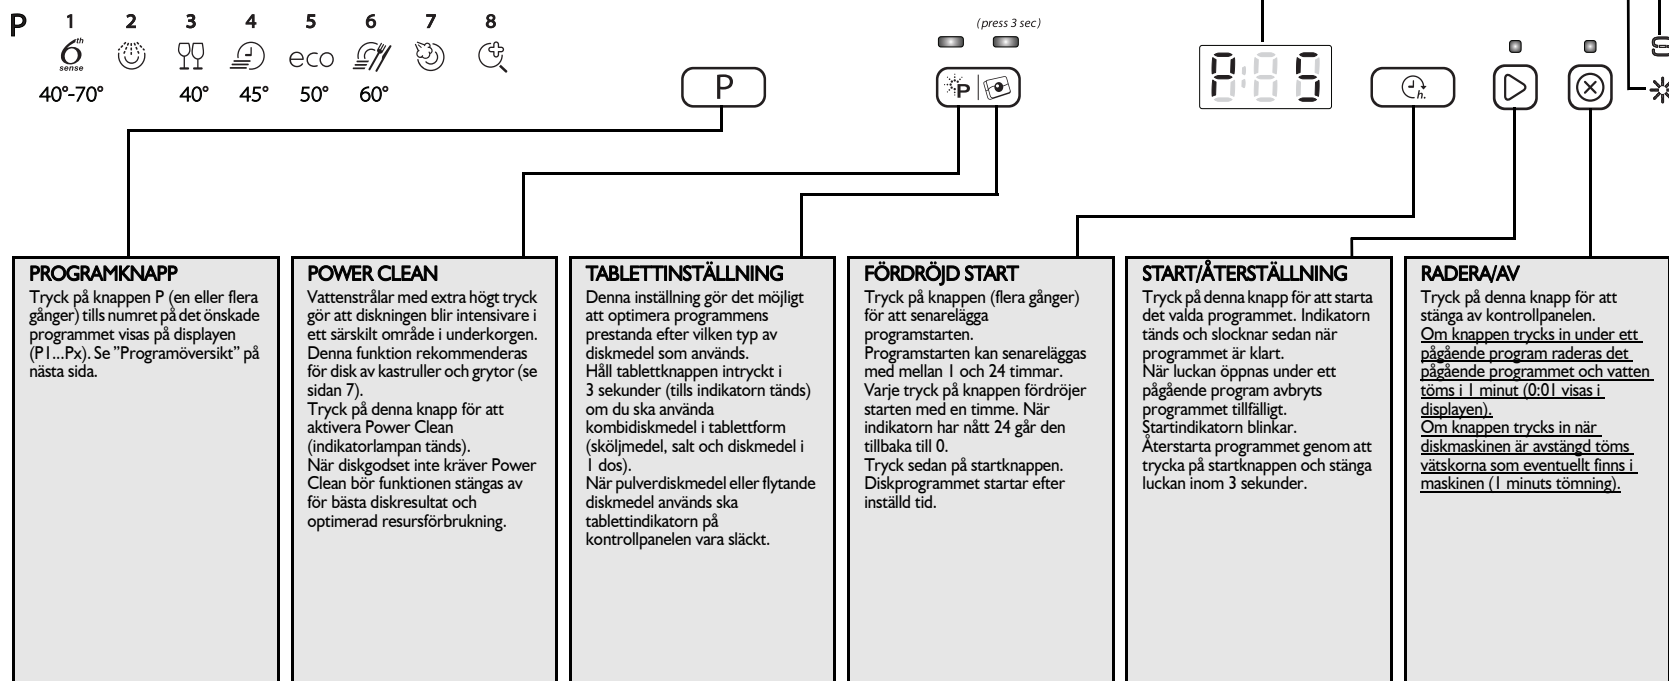 P 1 2 3 4 5 6 7 8
6th sense eco
40°-70° 40° 45° 50° 60°
(press 3 sec)
P
P
P 5
h.
PROGRAMKNAPP
Tryck på knappen P (en eller flera
gånger) tills numret på det önskade
programmet visas på displayen
(P1...Px). Se ”Programöversikt” på
nästa sida.
POWER CLEAN
Vattenstrålar med extra högt tryck
gör att diskningen blir intensivare i
ett särskilt område i underkorgen.
Denna funktion rekommenderas
för disk av kastruller och grytor (se
sidan 7).
Tryck på denna knapp för att
aktivera Power Clean
(indikatorlampan tänds).
När diskgodset inte kräver Power
Clean bör funktionen stängas av
för bästa diskresultat och
optimerad resursförbrukning.
TABLETTINSTÄLLNING
Denna inställning gör det möjligt
att optimera programmens
prestanda efter vilken typ av
diskmedel som används.
Håll tablettknappen intryckt i
3 sekunder (tills indikatorn tänds)
om du ska använda
kombidiskmedel i tablettform
(sköljmedel, salt och diskmedel i
1 dos).
När pulverdiskmedel eller flytande
diskmedel används ska
tablettindikatorn på
kontrollpanelen vara släckt.
FÖRDRÖJD START
Tryck på knappen (flera gånger)
för att senarelägga
programstarten.
Programstarten kan senareläggas
med mellan 1 och 24 timmar.
Varje tryck på knappen fördröjer
starten med en timme. När
indikatorn har nått 24 går den
tillbaka till 0.
Tryck sedan på startknappen.
Diskprogrammet startar efter
inställd tid.
START/ÅTERSTÄLLNING
Tryck på denna knapp för att starta
det valda programmet. Indikatorn
tänds och slocknar sedan när
programmet är klart.
När luckan öppnas under ett
pågående program avbryts
programmet tillfälligt.
Startindikatorn blinkar.
Återstarta programmet genom att
trycka på startknappen och stänga
luckan inom 3 sekunder.
RADERA/AV
Tryck på denna knapp för att
stänga av kontrollpanelen.
Om knappen trycks in under ett
pågående program raderas det
pågående programmet och vatten
töms i 1 minut (0:01 visas i
displayen).
Om knappen trycks in när
diskmaskinen är avstängd töms
vätskorna som eventuellt finns i
maskinen (1 minuts tömning).